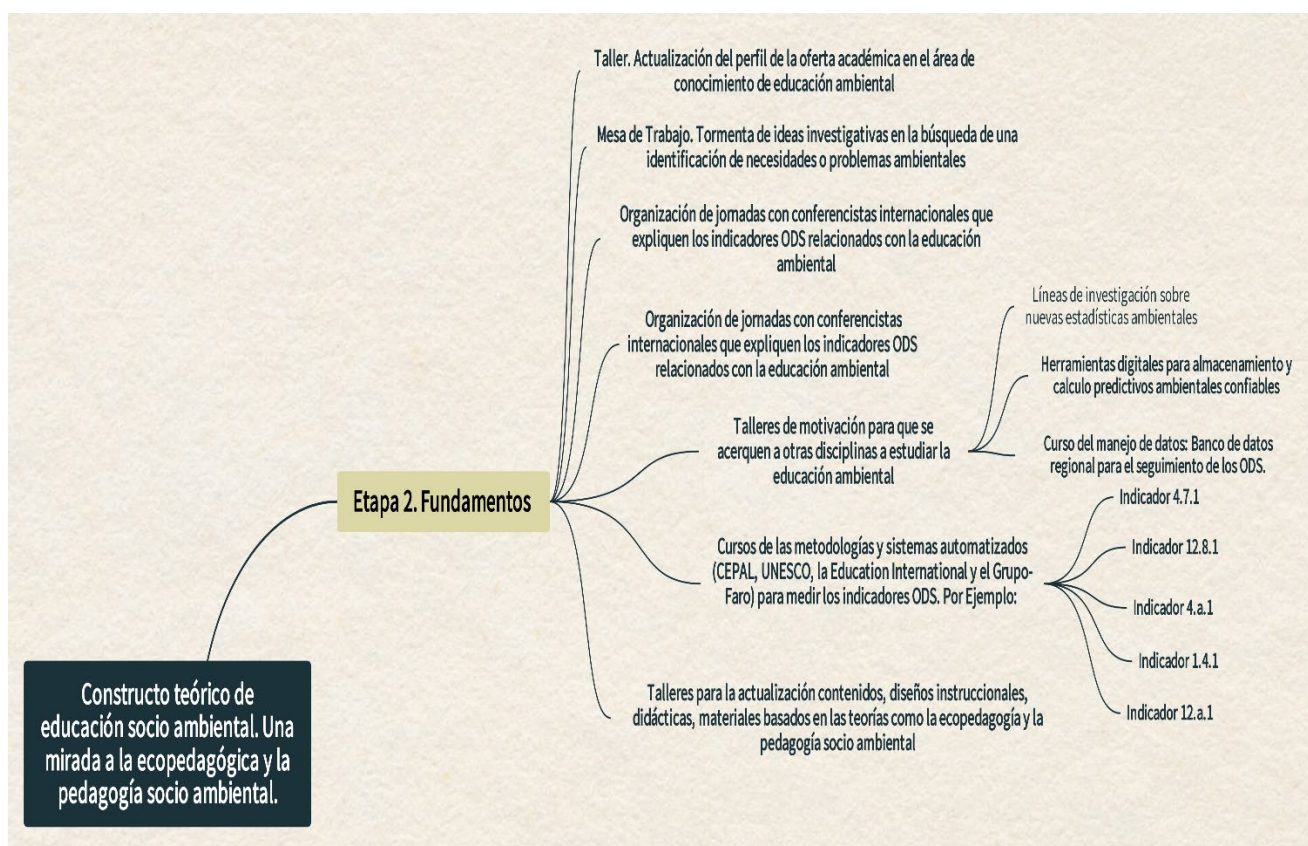 Taller. Actualización del perfil de la oferta académica en el área de
conocimiento de educación ambiental
Mesa de Trabajo. Tormenta de ideas investigativas en la búsqueda de una
identificación de necesidades o problemas ambientales
Organización de jornadas con conferencistas internacionales que
expliquen los indicadores ODS relacionados con la educación
ambiental
Organización de jornadas con conferencistas
internacionales que expliquen los indicadores ODS
relacionados con la educación ambiental
Líneas de investigación sobre
nuevas estadísticas ambientales
Herramientas digitales para almacenamiento y
calculo predictivos ambientales confiables
Talleres de motivación para que se
acerquen a otras disciplinas a estudiar la
educación ambiental
Curso del manejo de datos: Banco de datos
regional para el seguimiento de los ODS.
Etapa 2. Fundamentos
Indicador 4.7.1
Indicador 12.8.1
Cursos de las metodologías y sistemas automatizados
(CEPAL, UNESCO, la Education International y el Grupo-
Faro) para medir los indicadores ODS. Por Ejemplo:
Indicador 4.a.1
Indicador 1.4.1
Indicador 12.a.1
Talleres para la actualización contenidos, diseños instruccionales,
didácticas, materiales basados en las teorías como la ecopedagogía y la
pedagogía socio ambiental
Constructo teórico de
educación socio ambiental. Una
mirada a la ecopedagógica y la
pedagogía socio ambiental.